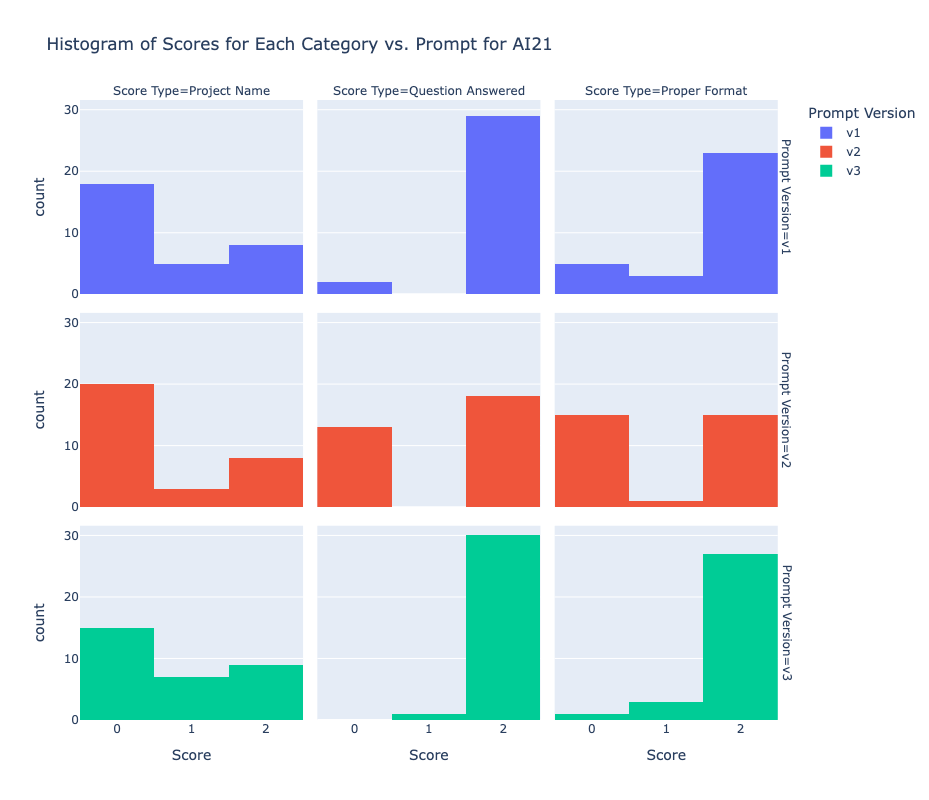 Histogram of Scores for Each Category vs. Prompt for AI21
Score Type=Project Name
Score Type=Question Answered
Score Type=Proper Format
Prompt Version
v1
v2
v3
30
20
10
0
count
Prompt Version=v1
30
20
10
0
count
Prompt Version=v2
30
20
10
0
count
Prompt Version=v3
0 1 2
0 1 2
0 1 2
Score
Score
Score